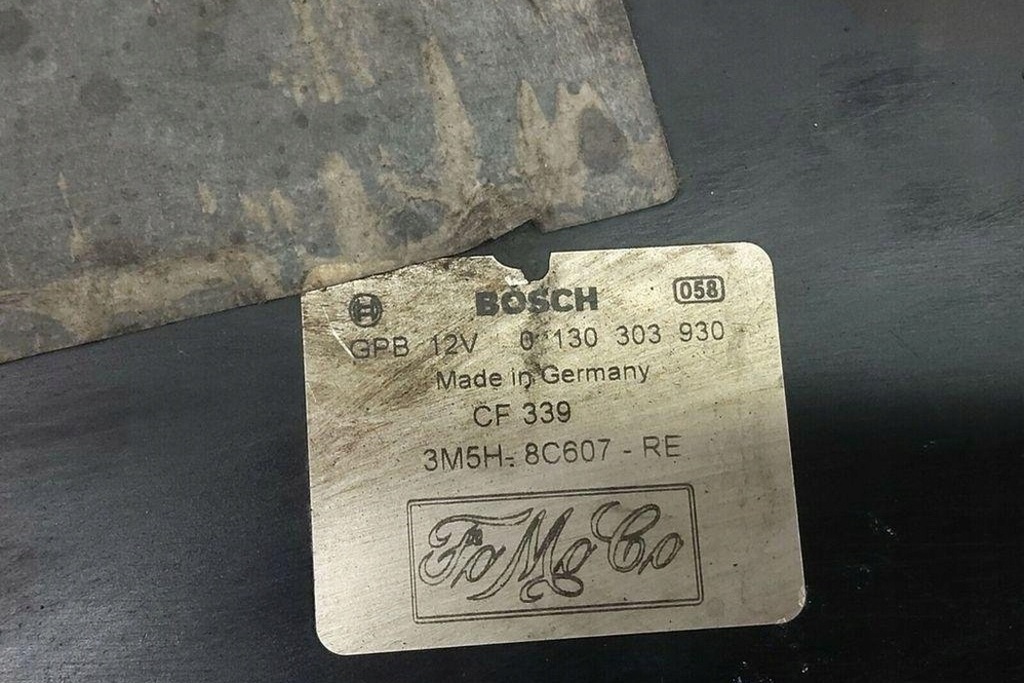 BOSCH 058
GPB 12V 0 130 303 930
Made in Germany
CF 339
3M5H- 8C607 - RE
FoMoCo